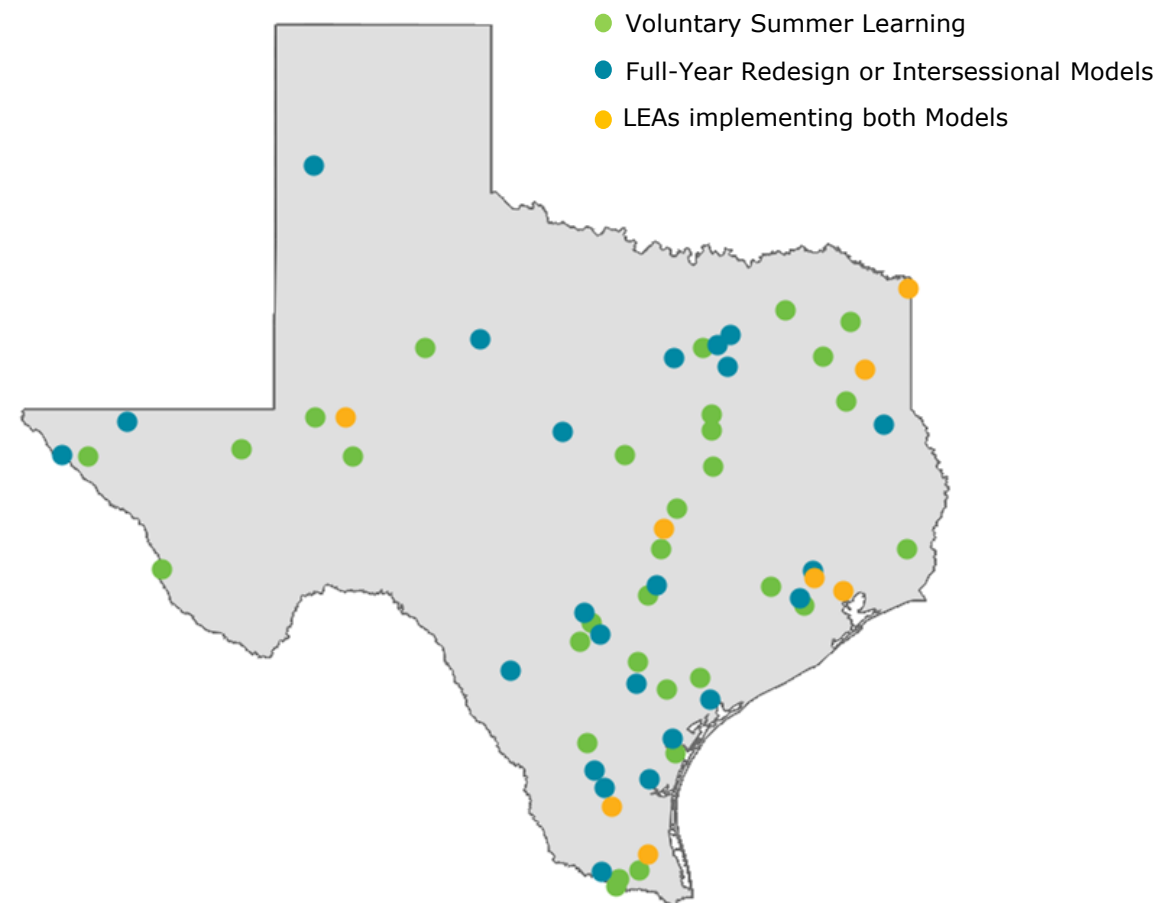 Voluntary Summer Learning
Full-Year Redesign or Intersessional Models
LEAs implementing both Models